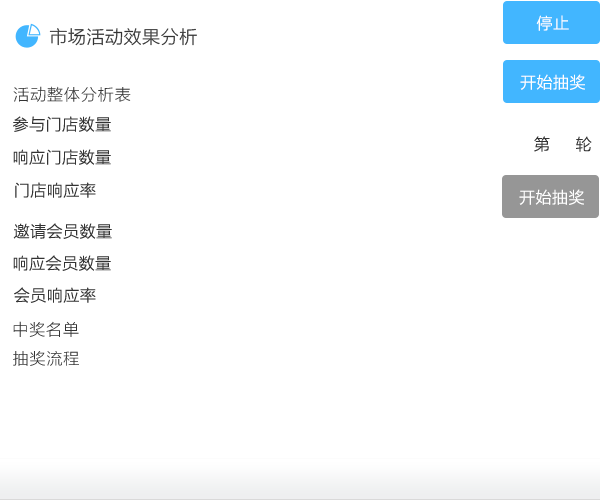 市场活动效果分析
活动整体分析表
参与门店数量
响应门店数量
门店响应率
邀请会员数量
响应会员数量
会员响应率
中奖名单
抽奖流程
停止
开始抽奖
第 轮
开始抽奖